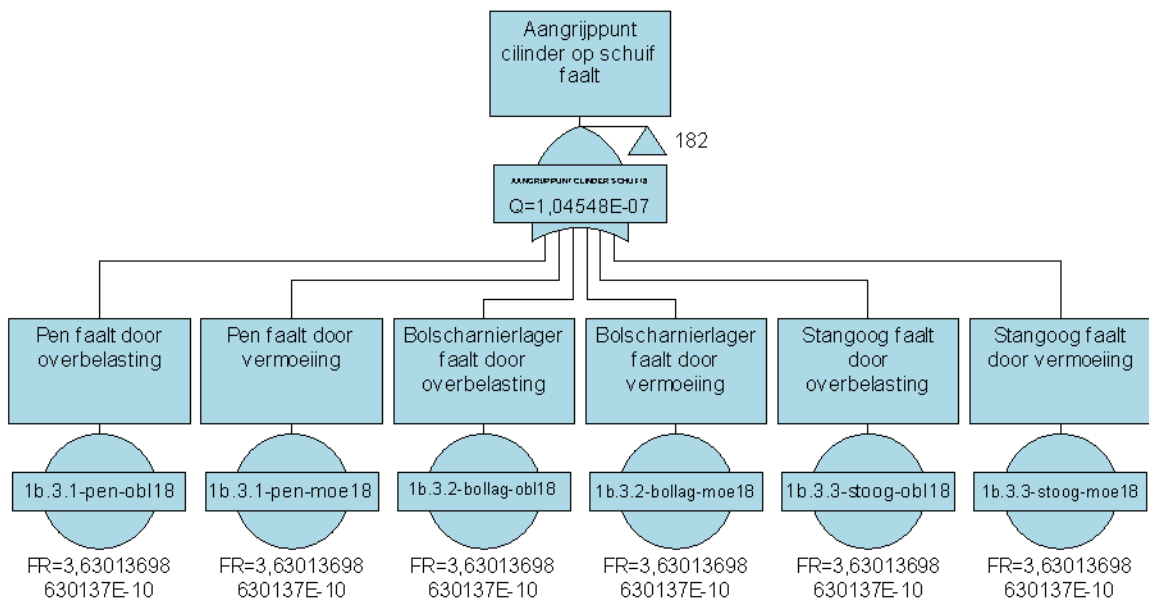 Aangrijppunt
cilinder op schuif
faalt
182
AANGRIJPPUNT CILINDER SCHUIF18
Q=1,04548E-07
Pen faalt door
overbelasting
Pen faalt door
vermoeiing
Bolscharnierlager
faalt door
overbelasting
Bolscharnierlager
faalt door
vermoeiing
Stangoog faalt
door
overbelasting
Stangoog faalt
door vermoeiing
1b.3.1-pen-obl18
1b.3.1-pen-moe18
1b.3.2-bollag-obl18
1b.3.2-bollag-moe18
1b.3.3-stoog-obl18
1b.3.3-stoog-moe18
FR=3,63013698
630137E-10
FR=3,63013698
630137E-10
FR=3,63013698
630137E-10
FR=3,63013698
630137E-10
FR=3,63013698
630137E-10
FR=3,63013698
630137E-10